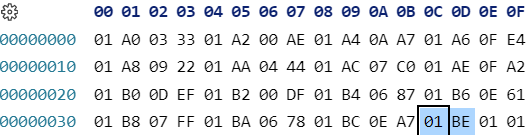 00 01 02 03 04 05 06 07 08 09 0A 0B 0C 0D 0E 0F
00000000 01 A0 03 33 01 A2 00 AE 01 A4 0A A7 01 A6 0F E4
00000010 01 A8 09 22 01 AA 04 44 01 AC 07 C0 01 AE 0F A2
00000020 01 B0 0D EF 01 B2 00 DF 01 B4 06 87 01 B6 0E 61
00000030 01 B8 07 FF 01 BA 06 78 01 BC 0E A7 01 BE 01 01